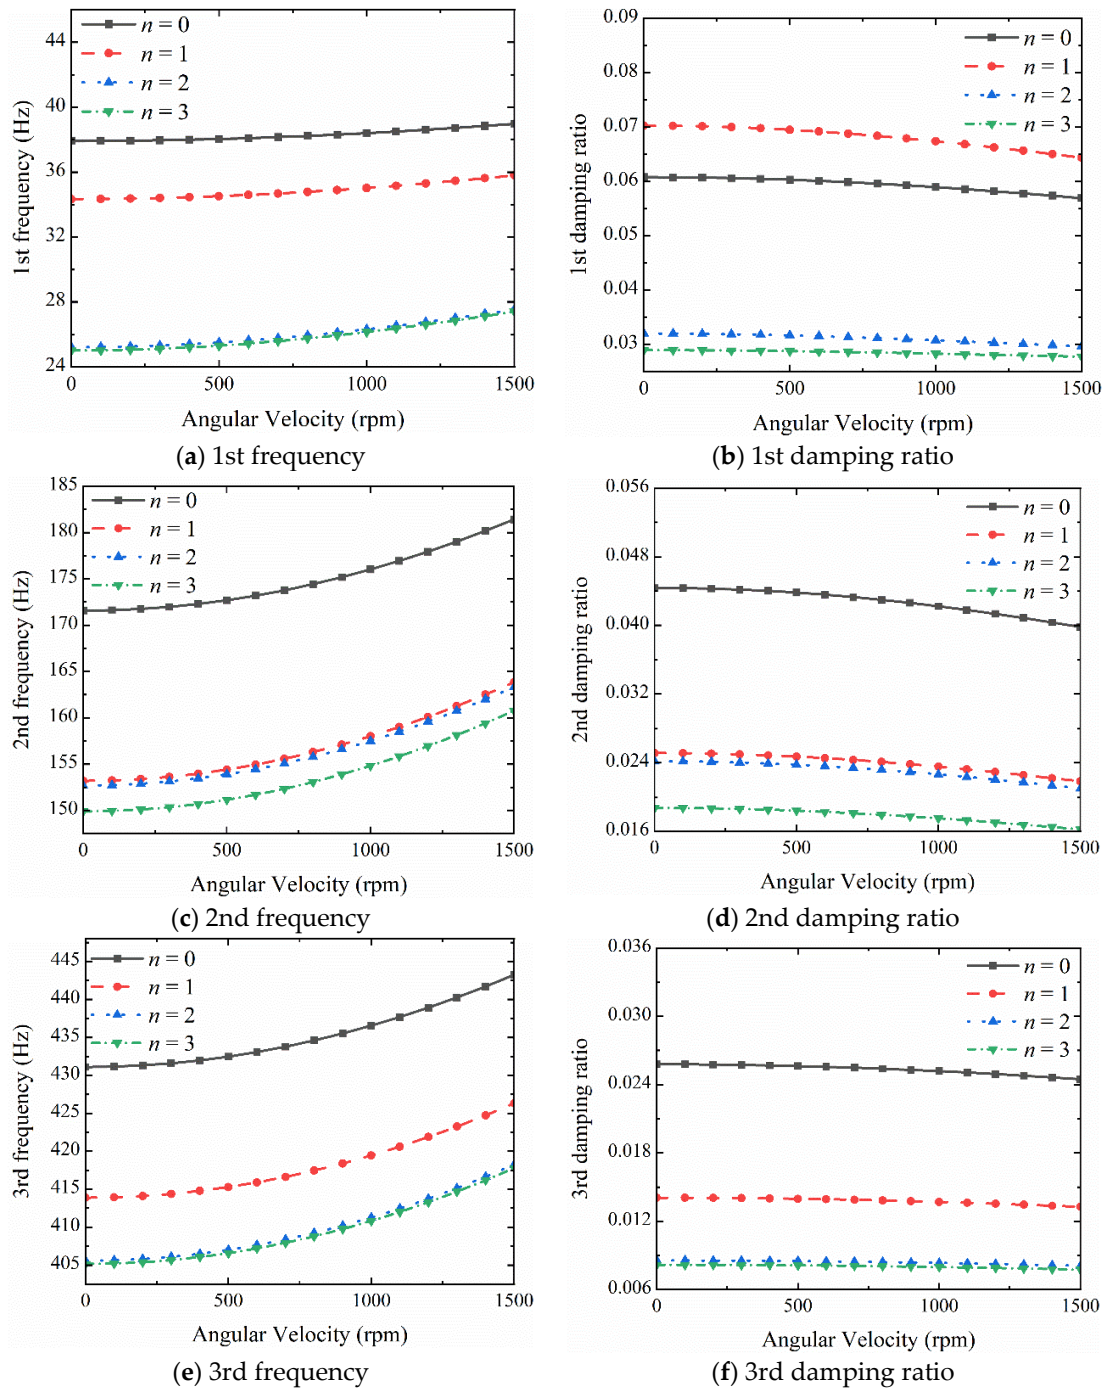 44
40
36
32
28
24
0
500
1000
1500
1st frequency (Hz)
Angular Velocity (rpm)
n = 0
n = 1
n = 2
n = 3
(a) 1st frequency
0.09
0.08
0.07
0.06
0.05
0.04
0.03
0
500
1000
1500
1st damping ratio
Angular Velocity (rpm)
n = 0
n = 1
n = 2
n = 3
(b) 1st damping ratio
185
180
175
170
165
160
155
150
0
500
1000
1500
2nd frequency (Hz)
Angular Velocity (rpm)
n = 0
n = 1
n = 2
n = 3
(c) 2nd frequency
0.056
0.048
0.040
0.032
0.024
0.016
0
500
1000
1500
2nd damping ratio
Angular Velocity (rpm)
n = 0
n = 1
n = 2
n = 3
(d) 2nd damping ratio
445
440
435
430
425
420
415
410
405
0
500
1000
1500
3rd frequency (Hz)
Angular Velocity (rpm)
n = 0
n = 1
n = 2
n = 3
(e) 3rd frequency
0.036
0.030
0.024
0.018
0.012
0.006
0
500
1000
1500
3rd damping ratio
Angular Velocity (rpm)
n = 0
n = 1
n = 2
n = 3
(f) 3rd damping ratio